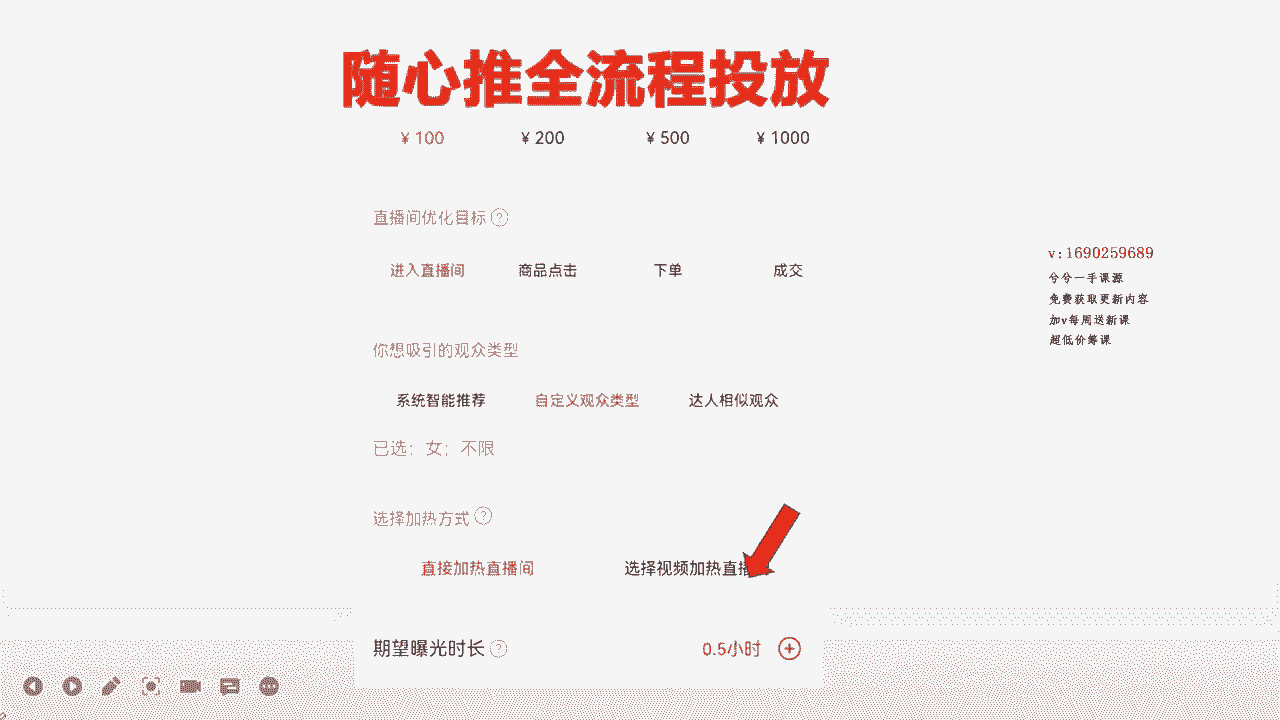 随心推全流程投放
¥ 100 ¥ 200 ¥ 500 ¥ 1000
直播间优化目标 ?
进入直播间 商品点击 下单 成交
v:1690259689
兮兮一手课源
免费获取更新内容
加v每周送新课
超低价筹课
你想吸引的观众类型
系统智能推荐 自定义观众类型 达人相似观众
已选：女；不限
选择加热方式 ?
直接加热直播间 选择视频加热直播
期望曝光时长 ? 0.5小时 +